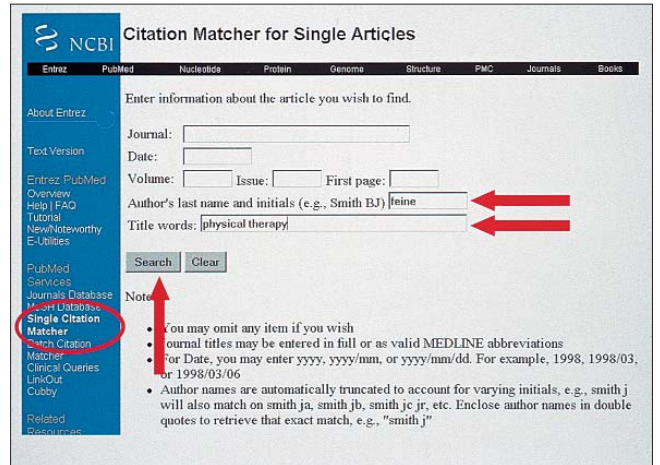 NCBI
Citation Matcher for Single Articles
Entrez PubMed Nucleotide Protein Genome Structure PMC Journals Books
About Entrez
Text Version
Entrez PubMed
Overview
Help | FAQ
Tutorial
New/Noteworthy
E-Utilities
PubMed
Services
Journals Database
MeSH Database
Single Citation
Matcher
Batch Citation
Matcher
Clinical Queries
LinkOut
Cubby
Related
Resources
Enter information about the article you wish to find.
Journal:
Date:
Volume: Issue: First page:
Author's last name and initials (e.g., Smith BJ) feine
Title words: physical therapy
Search Clear
Note
You may omit any item if you wish
Journal titles may be entered in full or as valid MEDLINE abbreviations
For Date, you may enter yyyy, yyyy/mm, or yyyy/mm/dd. For example, 1998, 1998/03,
or 1998/03/06
Author names are automatically truncated to account for varying initials, e.g., smith j
will also match on smith ja, smith jb, smith jc jr, etc. Enclose author names in double
quotes to retrieve that exact match, e.g., "smith j"